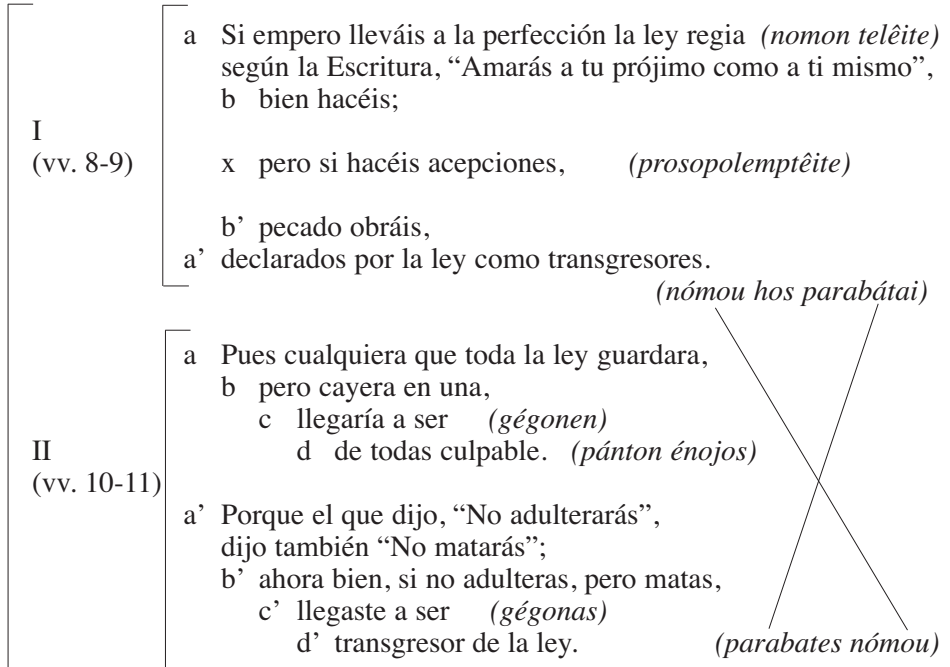 a Si empero lleváis a la perfección la ley regia (nomon telêite)
según la Escritura, “Amarás a tu prójimo como a ti mismo”,
b bien hacéis;
I
(vv. 8-9)
x pero si hacéis acepciones, (prosopolemptêite)
b’ pecado obráis,
a’ declarados por la ley como transgresores.
(nómou hos parabátai)
a Pues cualquiera que toda la ley guardara,
b pero cayera en una,
c llegaría a ser (gégonen)
II
d de todas culpable. (pánton énojos)
(vv. 10-11)
a’ Porque el que dijo, “No adulterarás”,
dijo también “No matarás”;
b’ ahora bien, si no adulteras, pero matas,
c’ llegaste a ser (gégonas)
d’ transgresor de la ley. (parabates nómou)